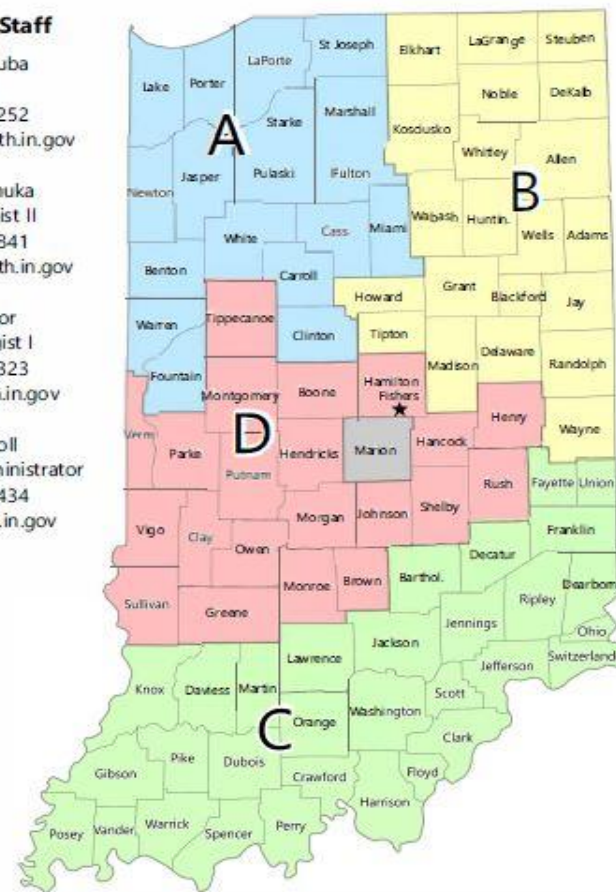 Staff
uba
252
th.in.gov
nuka
ist II
841
th.in.gov
or
gist I
323
n.in.gov
oll
ministrator
434
.in.gov
St Joseph
Elkhart
LaGrange
Steuben
LaPorte
Lake
Porter
Noble
DeKalb
Marshall
Starke
Kosciusko
A
Whitley
Allen
Jasper
Pulaski
Fulton
Newton
B
Wabash
Huntin.
Cass
Miami
White
Wells
Adams
Benton
Carroll
Grant
Howard
Blackford
Jay
Tippecanoe
Warren
Clinton
Tipton
Delaware
Madison
Randolph
Fountain
Hamilton
Montgomery
Boone
Fishers
Henry
Wayne
Verm.
D
Hancock
Parke
Hendricks
Marion
Putnam
Rush
Fayette
Union
Morgan
Johnson
Shelby
Vigo
Franklin
Clay
Owen
Decatur
Monroe
Brown
Barthol.
Dearborn
Ripley
Sullivan
Greene
Jennings
Ohio
Jackson
Switzerland
Lawrence
Jefferson
Knox
Daviess
Martin
Scott
Washington
C
Orange
Clark
Pike
Dubois
Gibson
Crawford
Floyd
Harrison
Posey
Vander.
Warrick
Spencer
Perry